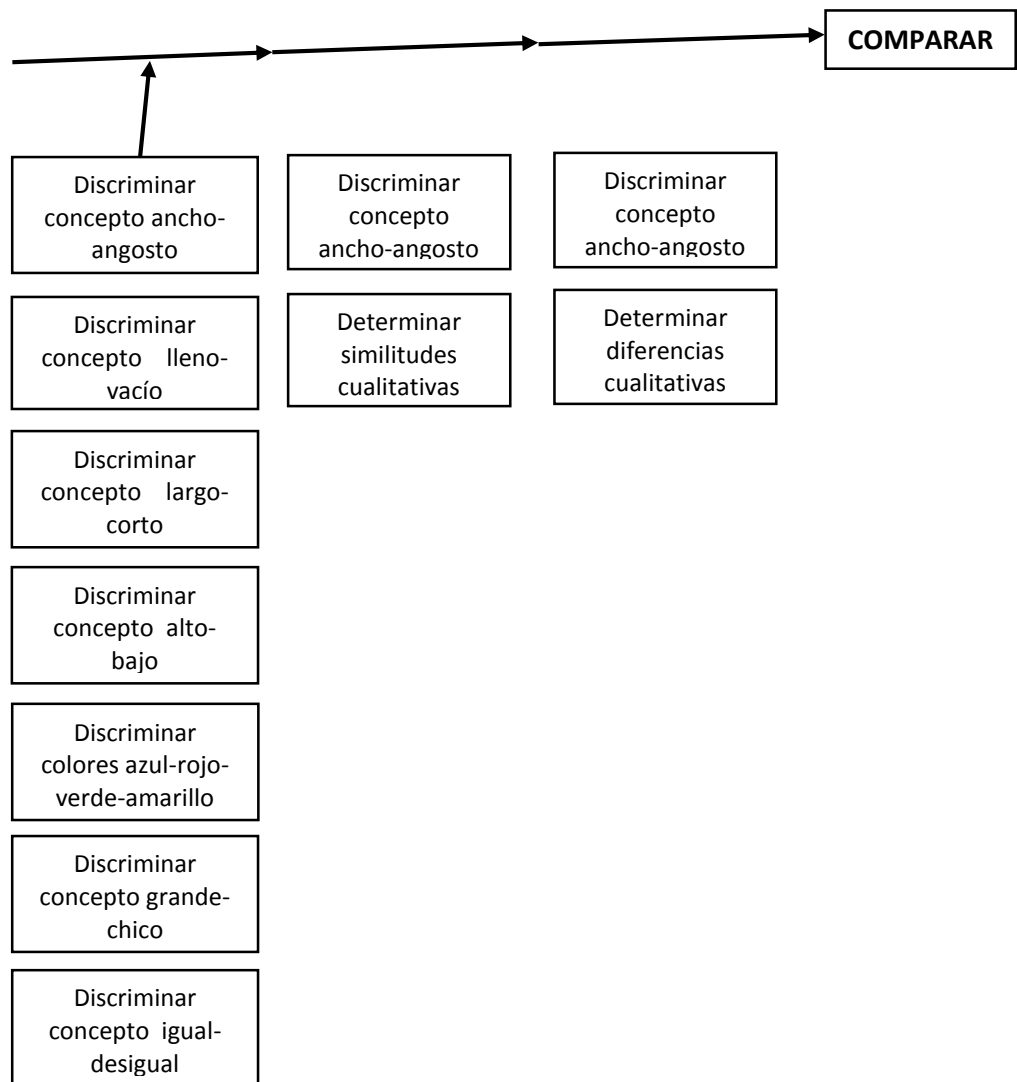 COMPARAR
Discriminar
concepto ancho-
angosto
Discriminar
concepto
ancho-angosto
Discriminar
concepto
ancho-angosto
Discriminar
concepto lleno-
vacío
Determinar
similitudes
cualitativas
Determinar
diferencias
cualitativas
Discriminar
concepto largo-
corto
Discriminar
concepto alto-
bajo
Discriminar
colores azul-rojo-
verde-amarillo
Discriminar
concepto grande-
chico
Discriminar
concepto igual-
desigual